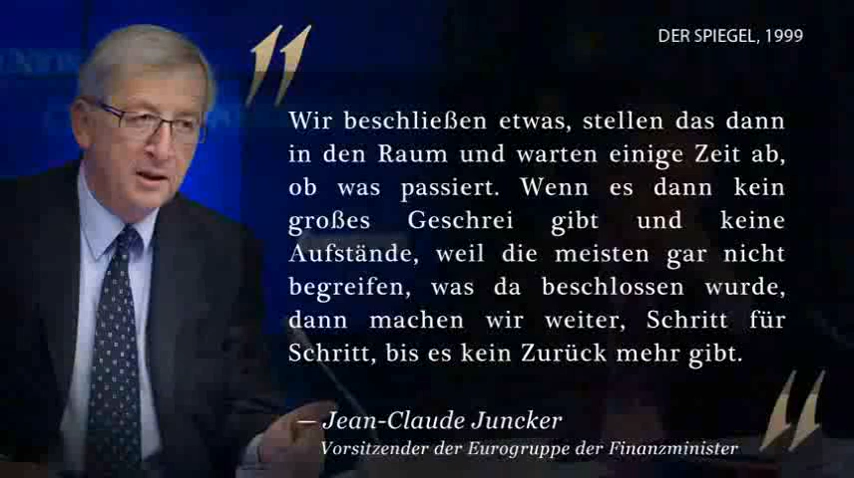 DER SPIEGEL, 1999
Wir beschließen etwas, stellen das dann
in den Raum und warten einige Zeit ab,
ob was passiert. Wenn es dann kein
großes Geschrei gibt und keine
Aufstände, weil die meisten gar nicht
begreifen, was da beschlossen wurde,
dann machen wir weiter, Schritt für
Schritt, bis es kein Zurück mehr gibt.
— Jean-Claude Juncker
Vorsitzender der Eurogruppe der Finanzminister